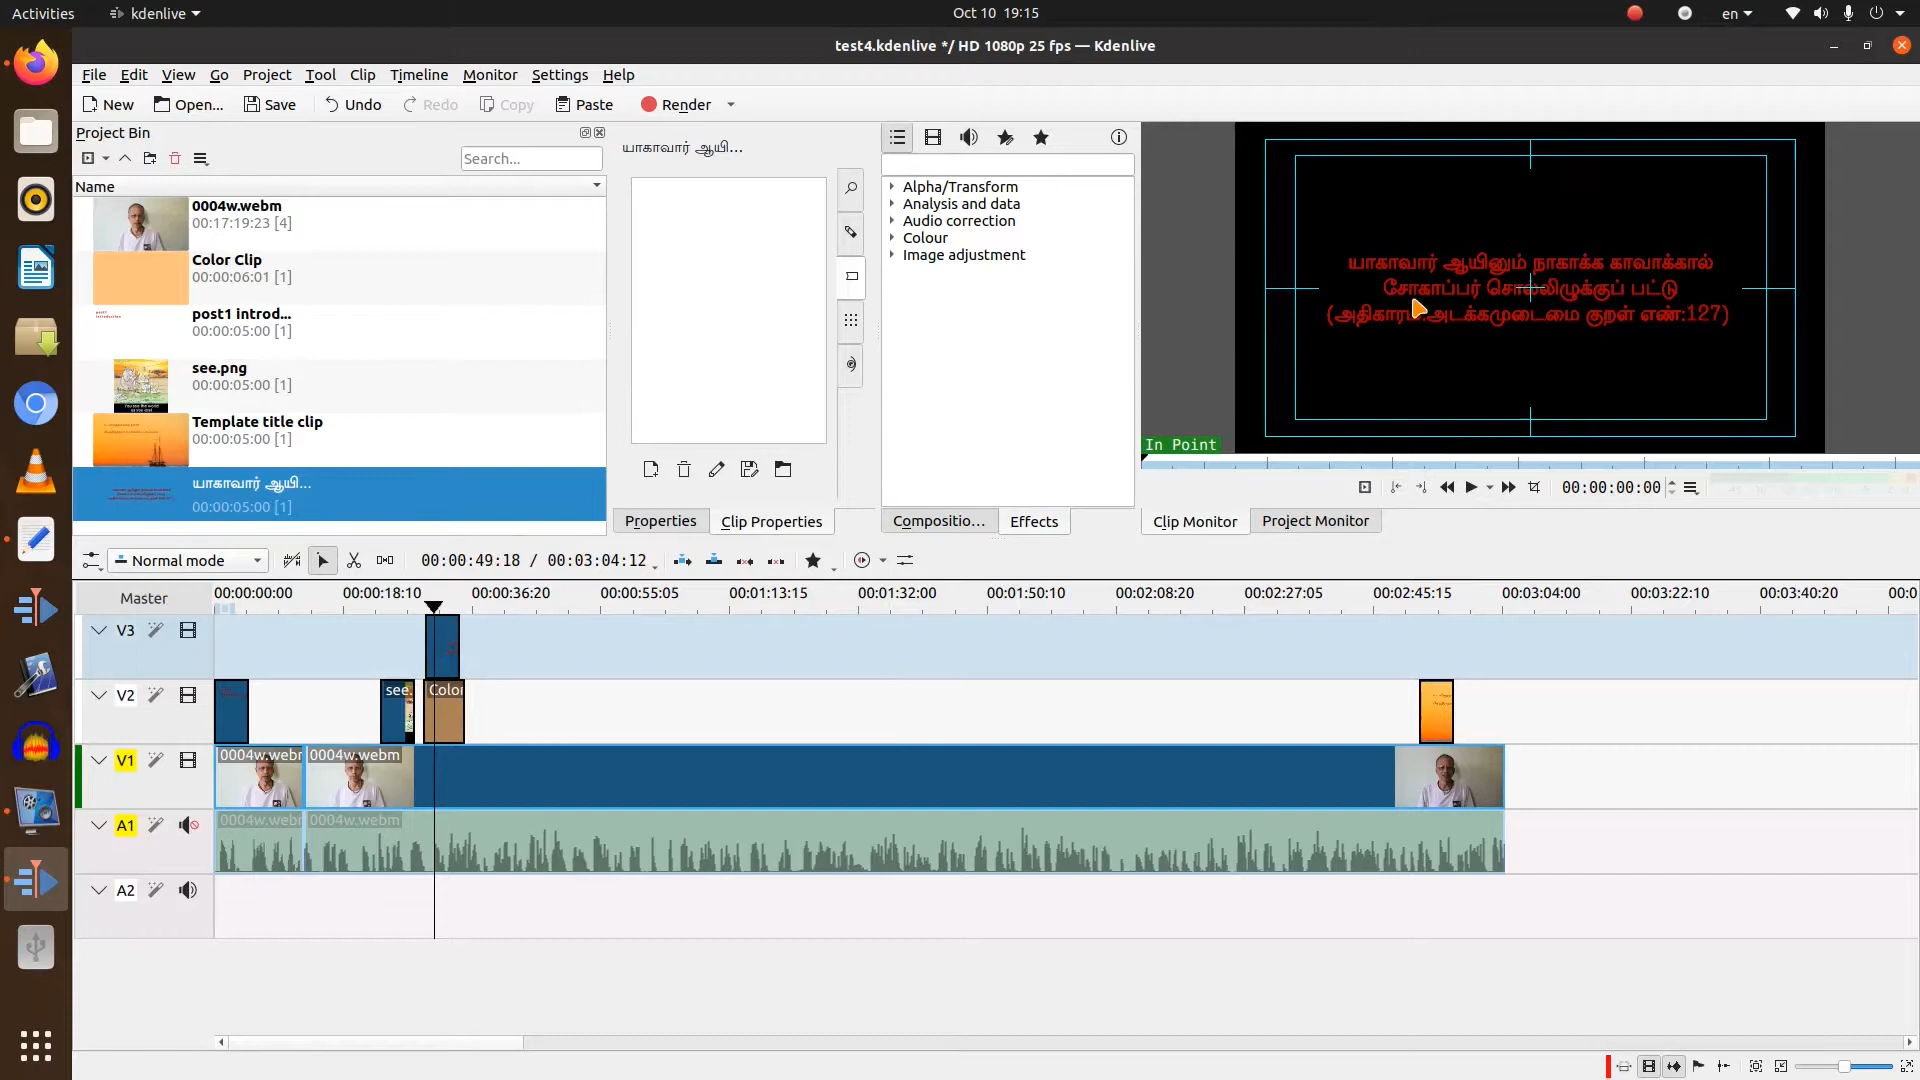 Activities
kdenlive
Oct 10 19:15
en
test4.kdenlive */ HD 1080p 25 fps — Kdenlive
File Edit View Go Project Tool Clip Timeline Monitor Settings Help
New Open... Save Undo Redo Copy Paste Render
Project Bin
Search...
Name
0004w.webm
00:17:19:23 [4]
Color Clip
00:00:06:01 [1]
post1 introd...
00:00:05:00 [1]
see.png
00:00:05:00 [1]
Template title clip
00:00:05:00 [1]
யாகாவார் ஆயி...
00:00:05:00 [1]
யாகாவார் ஆயி...
Properties
Clip Properties
Alpha/Transform
Analysis and data
Audio correction
Colour
Image adjustment
Compositio...
Effects
யாகாவார் ஆயினும் நாகாக்க காவாக்கால்
சோகாப்பர் சொல்லிழுக்குப் பட்டு
(அதிகாரம்:அடக்கமுடைமை குறள் எண்:127)
In Point
00:00:00:00
Clip Monitor
Project Monitor
Normal mode
00:00:49:18 / 00:03:04:12
Master
00:00:00:00 00:00:18:10 00:00:36:20 00:00:55:05 00:01:13:15 00:01:32:00 00:01:50:10 00:02:08:20 00:02:27:05 00:02:45:15 00:03:04:00 00:03:22:10 00:03:40:20 00:0
V3
V2
see.
Color
V1
0004w.webm
0004w.webm
A1
0004w.webm
0004w.webm
A2